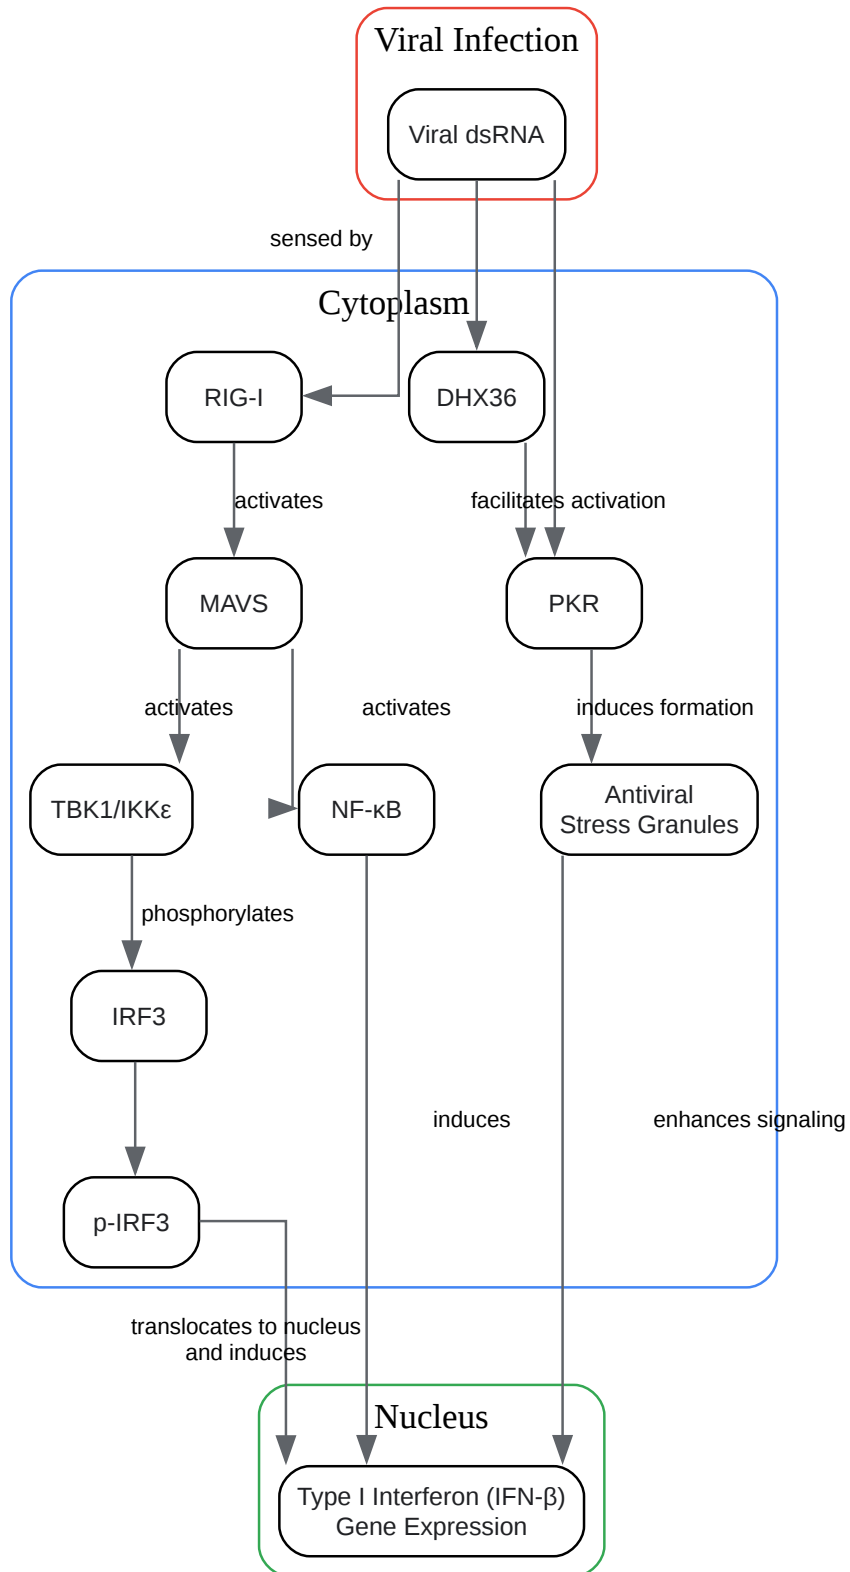 Viral Infection
Viral dsRNA
sensed by
Cytoplasm
RIG-I
DHX36
activates
facilitates activation
MAVS
PKR
activates
activates
induces formation
TBK1/IKKε
NF-κB
Antiviral
Stress Granules
phosphorylates
IRF3
induces
enhances signaling
p-IRF3
translocates to nucleus
and induces
Nucleus
Type I Interferon (IFN-β)
Gene Expression